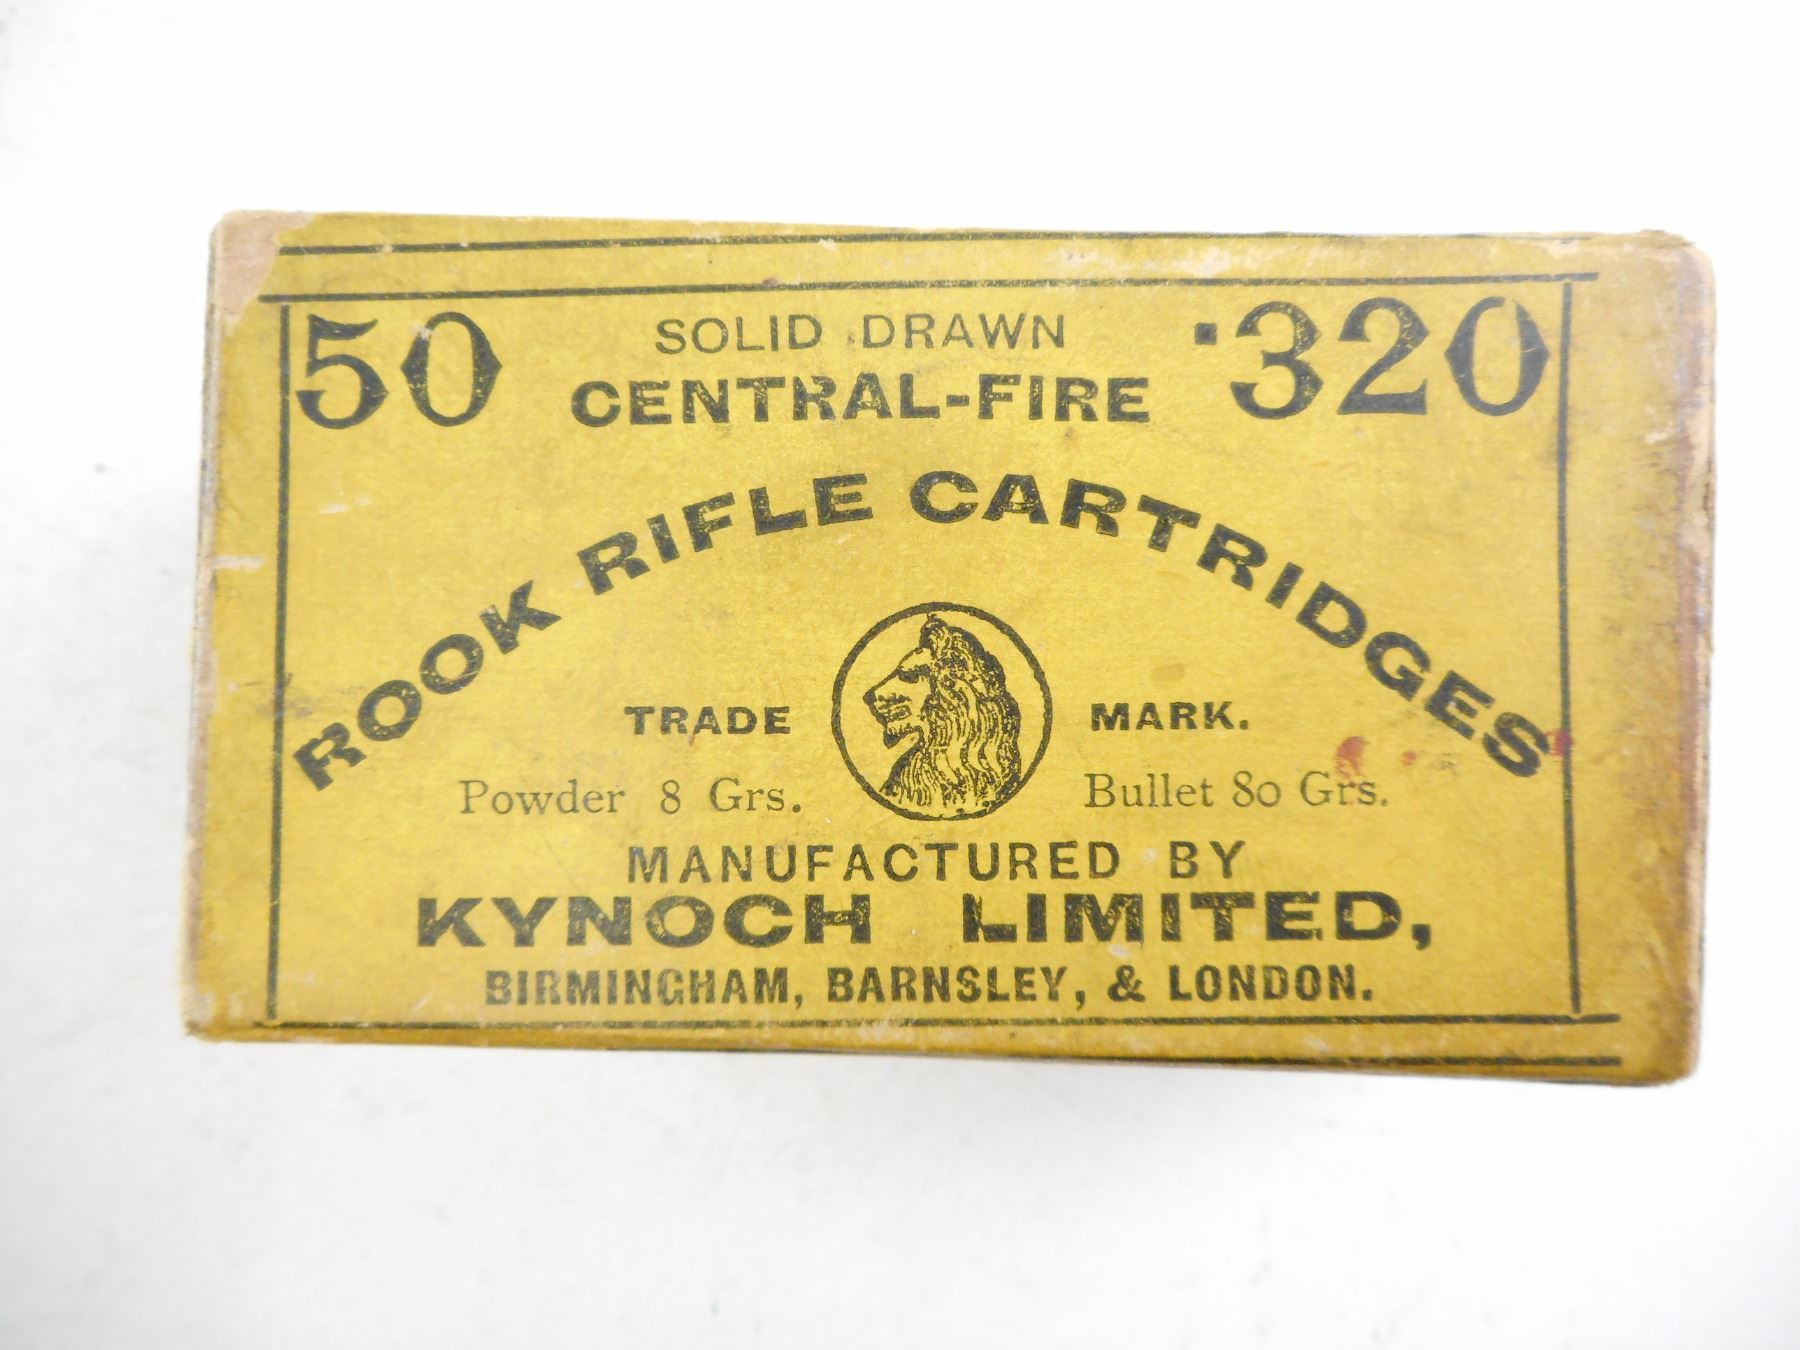 50 SOLID DRAWN ·320
CENTRAL-FIRE
ROOK RIFLE CARTRIDGES
TRADE MARK.
Powder 8 Grs. Bullet 80 Grs.
MANUFACTURED BY
KYNOCH LIMITED,
BIRMINGHAM, BARNSLEY, & LONDON.